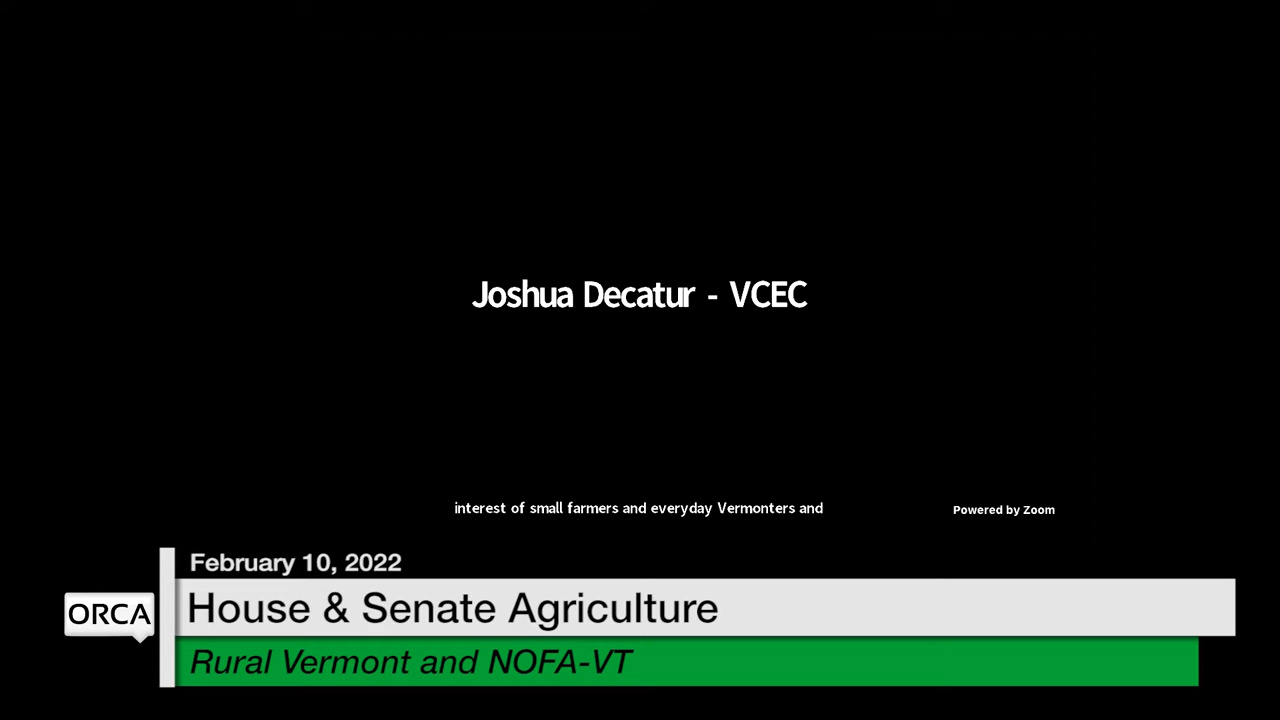 Joshua Decatur - VCEC
interest of small farmers and everyday Vermonters and
Powered by Zoom
February 10, 2022
ORCA
House & Senate Agriculture
Rural Vermont and NOFA-VT